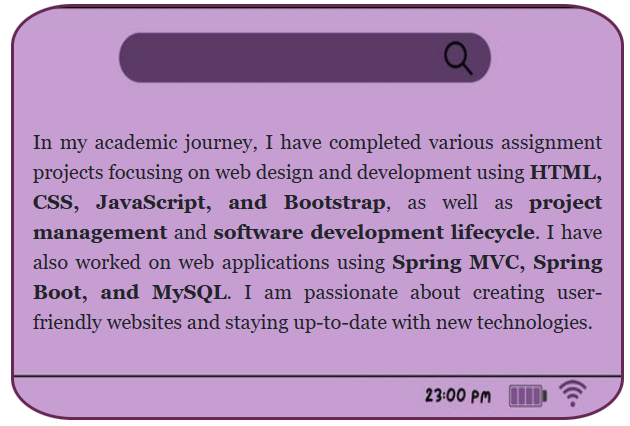 In my academic journey, I have completed various assignment
projects focusing on web design and development using HTML,
CSS, JavaScript, and Bootstrap, as well as project
management and software development lifecycle. I have
also worked on web applications using Spring MVC, Spring
Boot, and MySQL. I am passionate about creating user-
friendly websites and staying up-to-date with new technologies.
23:00 PM